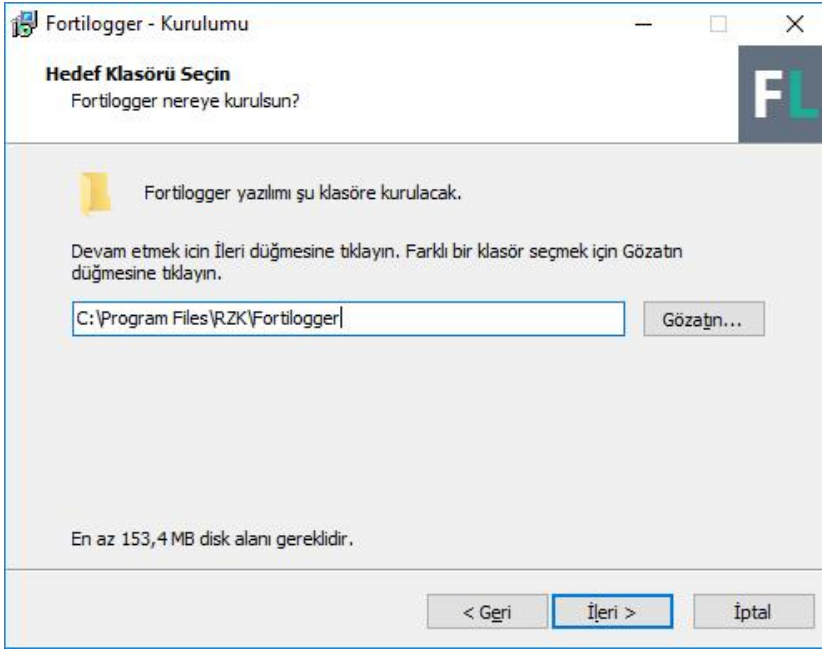 Fortilogger - Kurulumu
Hedef Klasörü Seçin
Fortilogger nereye kurulsun?
FL
Fortilogger yazılımı şu klasöre kurulacak.
Devam etmek icin İleri düğmesine tıklayın. Farklı bir klasör seçmek için Gözatın
düğmesine tıklayın.
C:\Program Files\RZK\Fortilogger
Gözatın...
En az 153,4 MB disk alanı gereklidir.
< Geri
İleri >
İptal